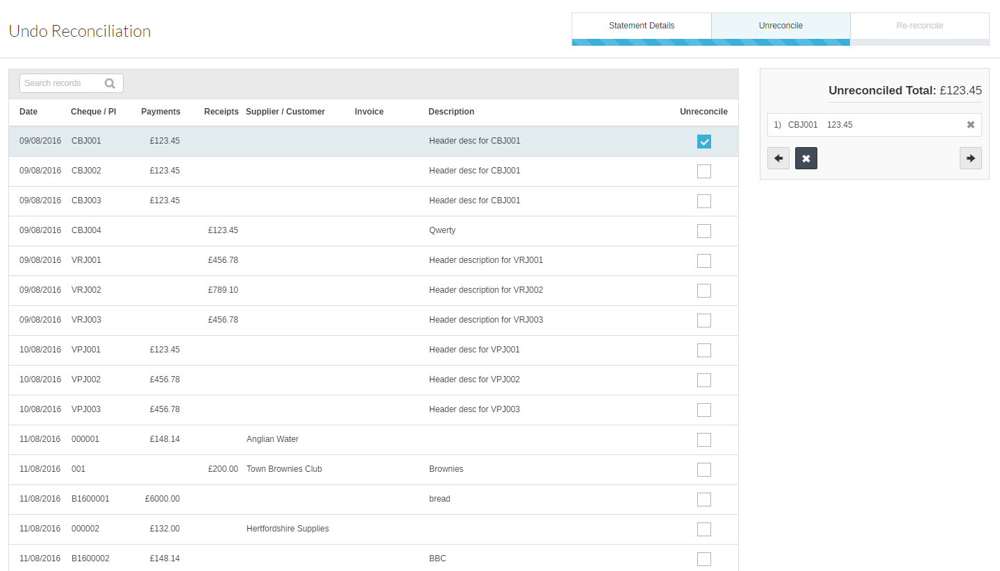 Undo Reconciliation
Statement Details Unreconcile Re-reconcile
Search records
Date Cheque / PI Payments Receipts Supplier / Customer Invoice Description Unreconcile
09/08/2016 CBJ001 £123.45 Header desc for CBJ001
09/08/2016 CBJ002 £123.45 Header desc for CBJ001
09/08/2016 CBJ003 £123.45 Header desc for CBJ001
09/08/2016 CBJ004 £123.45 Qwerty
09/08/2016 VRJ001 £456.78 Header description for VRJ001
09/08/2016 VRJ002 £789.10 Header description for VRJ002
09/08/2016 VRJ003 £456.78 Header description for VRJ003
10/08/2016 VPJ001 £123.45 Header desc for VPJ001
10/08/2016 VPJ002 £456.78 Header desc for VPJ002
10/08/2016 VPJ003 £456.78 Header desc for VPJ003
11/08/2016 000001 £148.14 Anglian Water
11/08/2016 001 £200.00 Town Brownies Club Brownies
11/08/2016 B1600001 £6000.00 bread
11/08/2016 000002 £132.00 Hertfordshire Supplies
11/08/2016 B1600002 £148.14 BBC
Unreconciled Total: £123.45
1) CBJ001 123.45